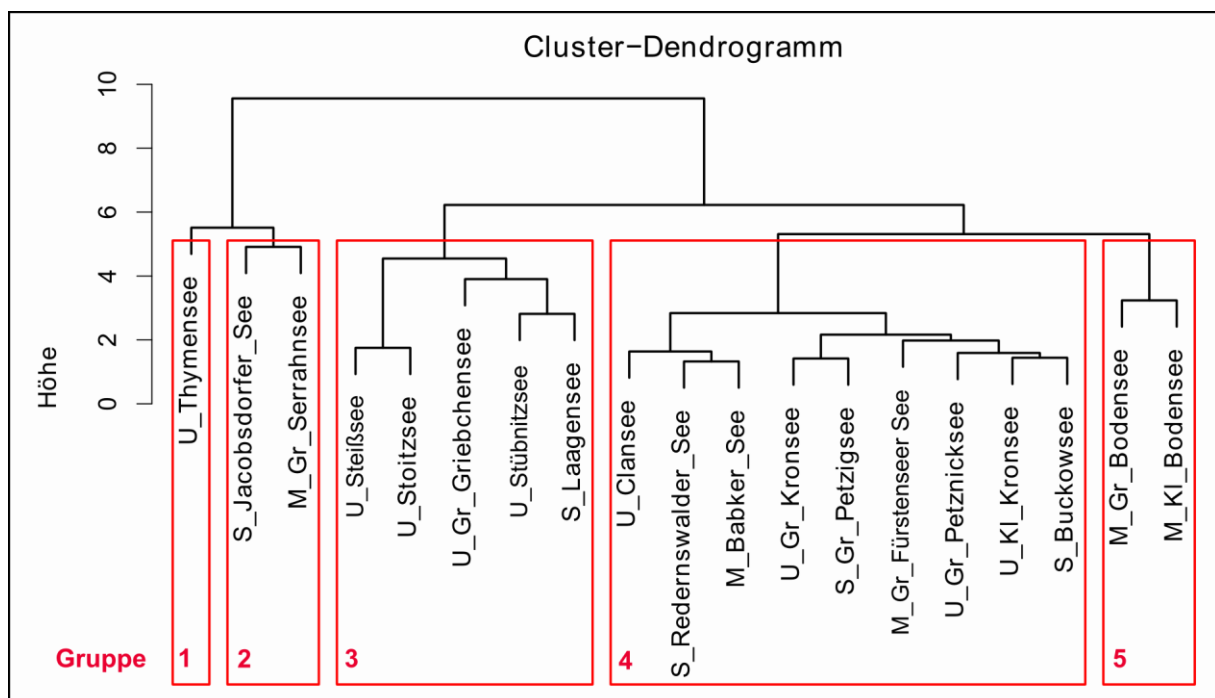 Cluster-Dendrogramm
10
8
6
4
2
0
Höhe
U_Thymensee
S_Jacobsdorfer_See
M_Gr_Serrahnsee
U_Steißsee
U_Stoitzsee
U_Gr_Griebchensee
U_Stübnitzsee
S_Laagensee
U_Clansee
S_Redernswalder_See
M_Babker_See
U_Gr_Kronsee
S_Gr_Petzigsee
M_Gr_Fürstenseer See
U_Gr_Petznicksee
U_Kl_Kronsee
S_Buckowsee
M_Gr_Bodensee
M_Kl_Bodensee
Gruppe 1 2 3 4 5